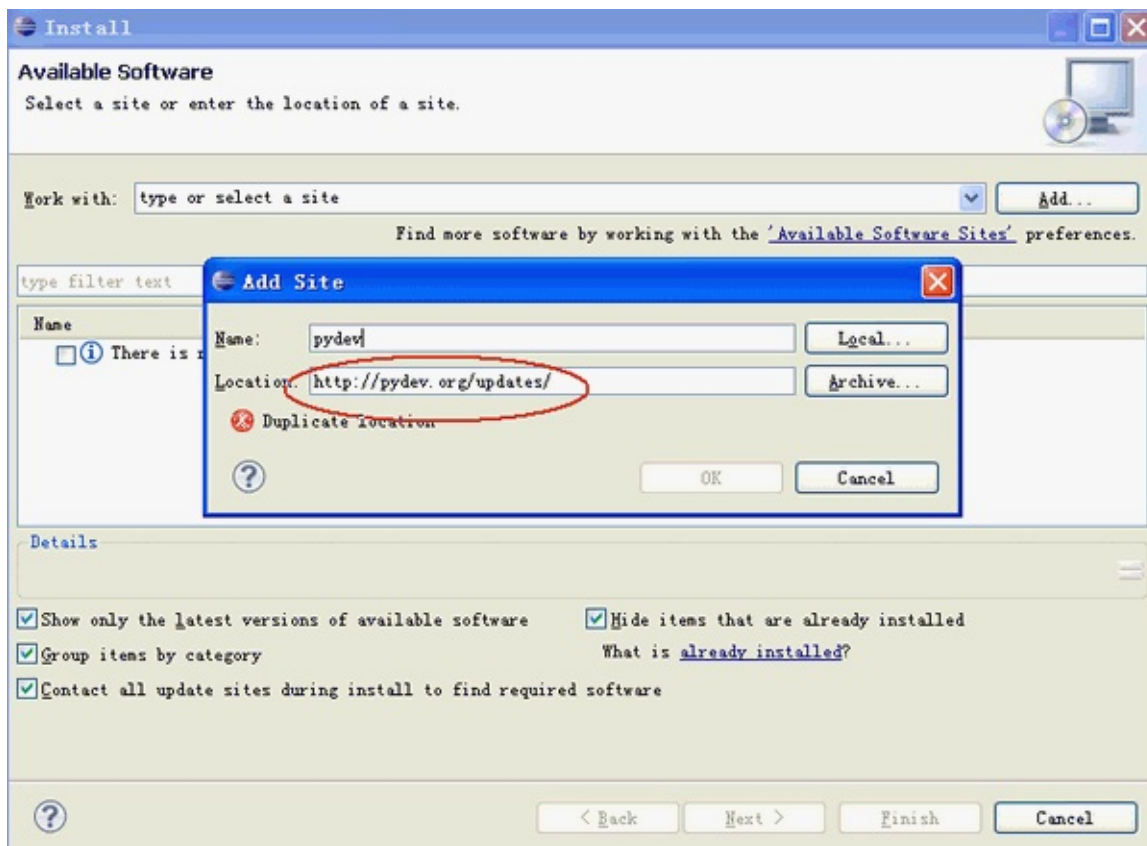 Install
Available Software
Select a site or enter the location of a site.
Work with: type or select a site Add...
Find more software by working with the 'Available Software Sites' preferences.
type filter text
Add Site
Name
Name: pydev Local...
There is
Location: http://pydev.org/updates/ Archive...
Duplicate location
OK Cancel
Details
Show only the latest versions of available software Hide items that are already installed
Group items by category What is already installed?
Contact all update sites during install to find required software
< Back Next > Finish Cancel